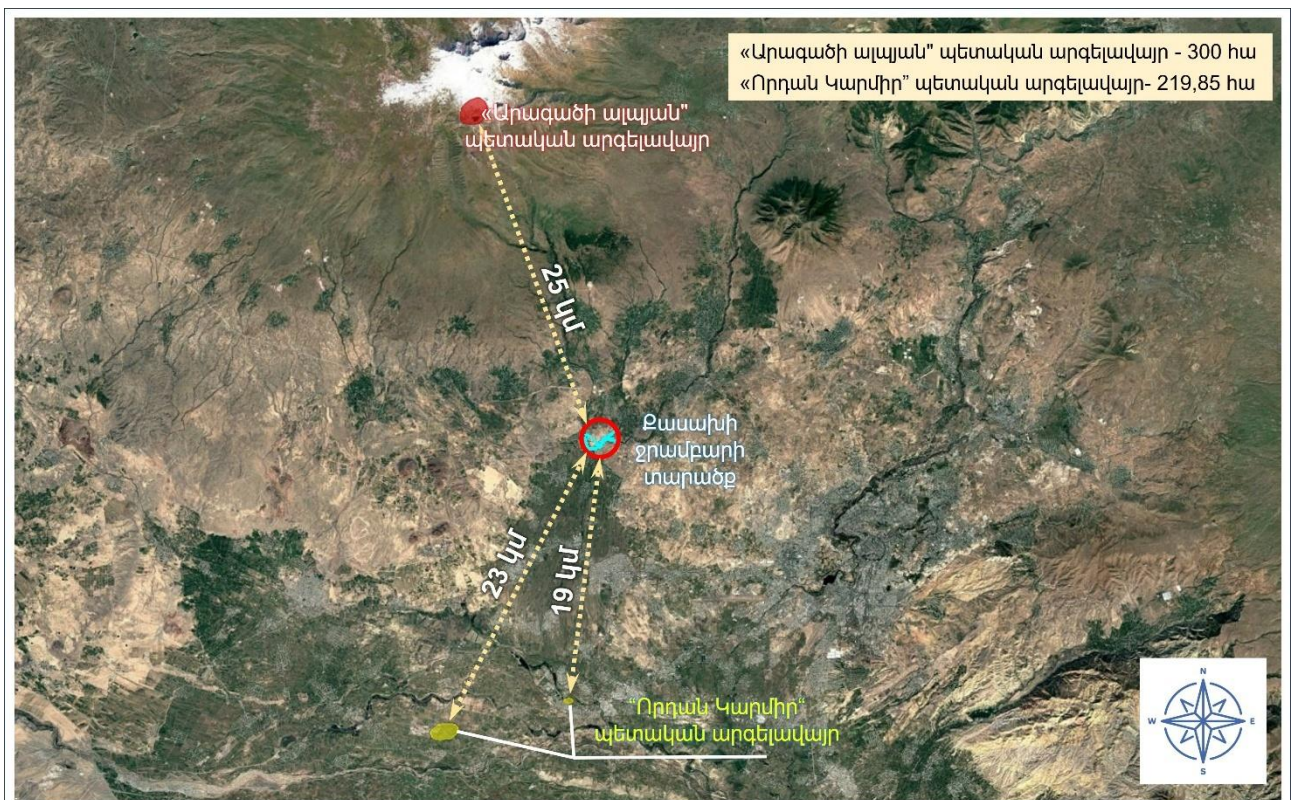 «Արագածի ալպյան" պետական արգելավայր - 300 հա
«Որդան Կարմիր” պետական արգելավայր- 219,85 հա
«Արագածի ալպյան"
պետական արգելավայր
25 կմ
Քասախի
ջրամբարի
տարածք
23 կմ
19 կմ
“Որդան Կարմիր“
պետական արգելավայր
N
W
E
S